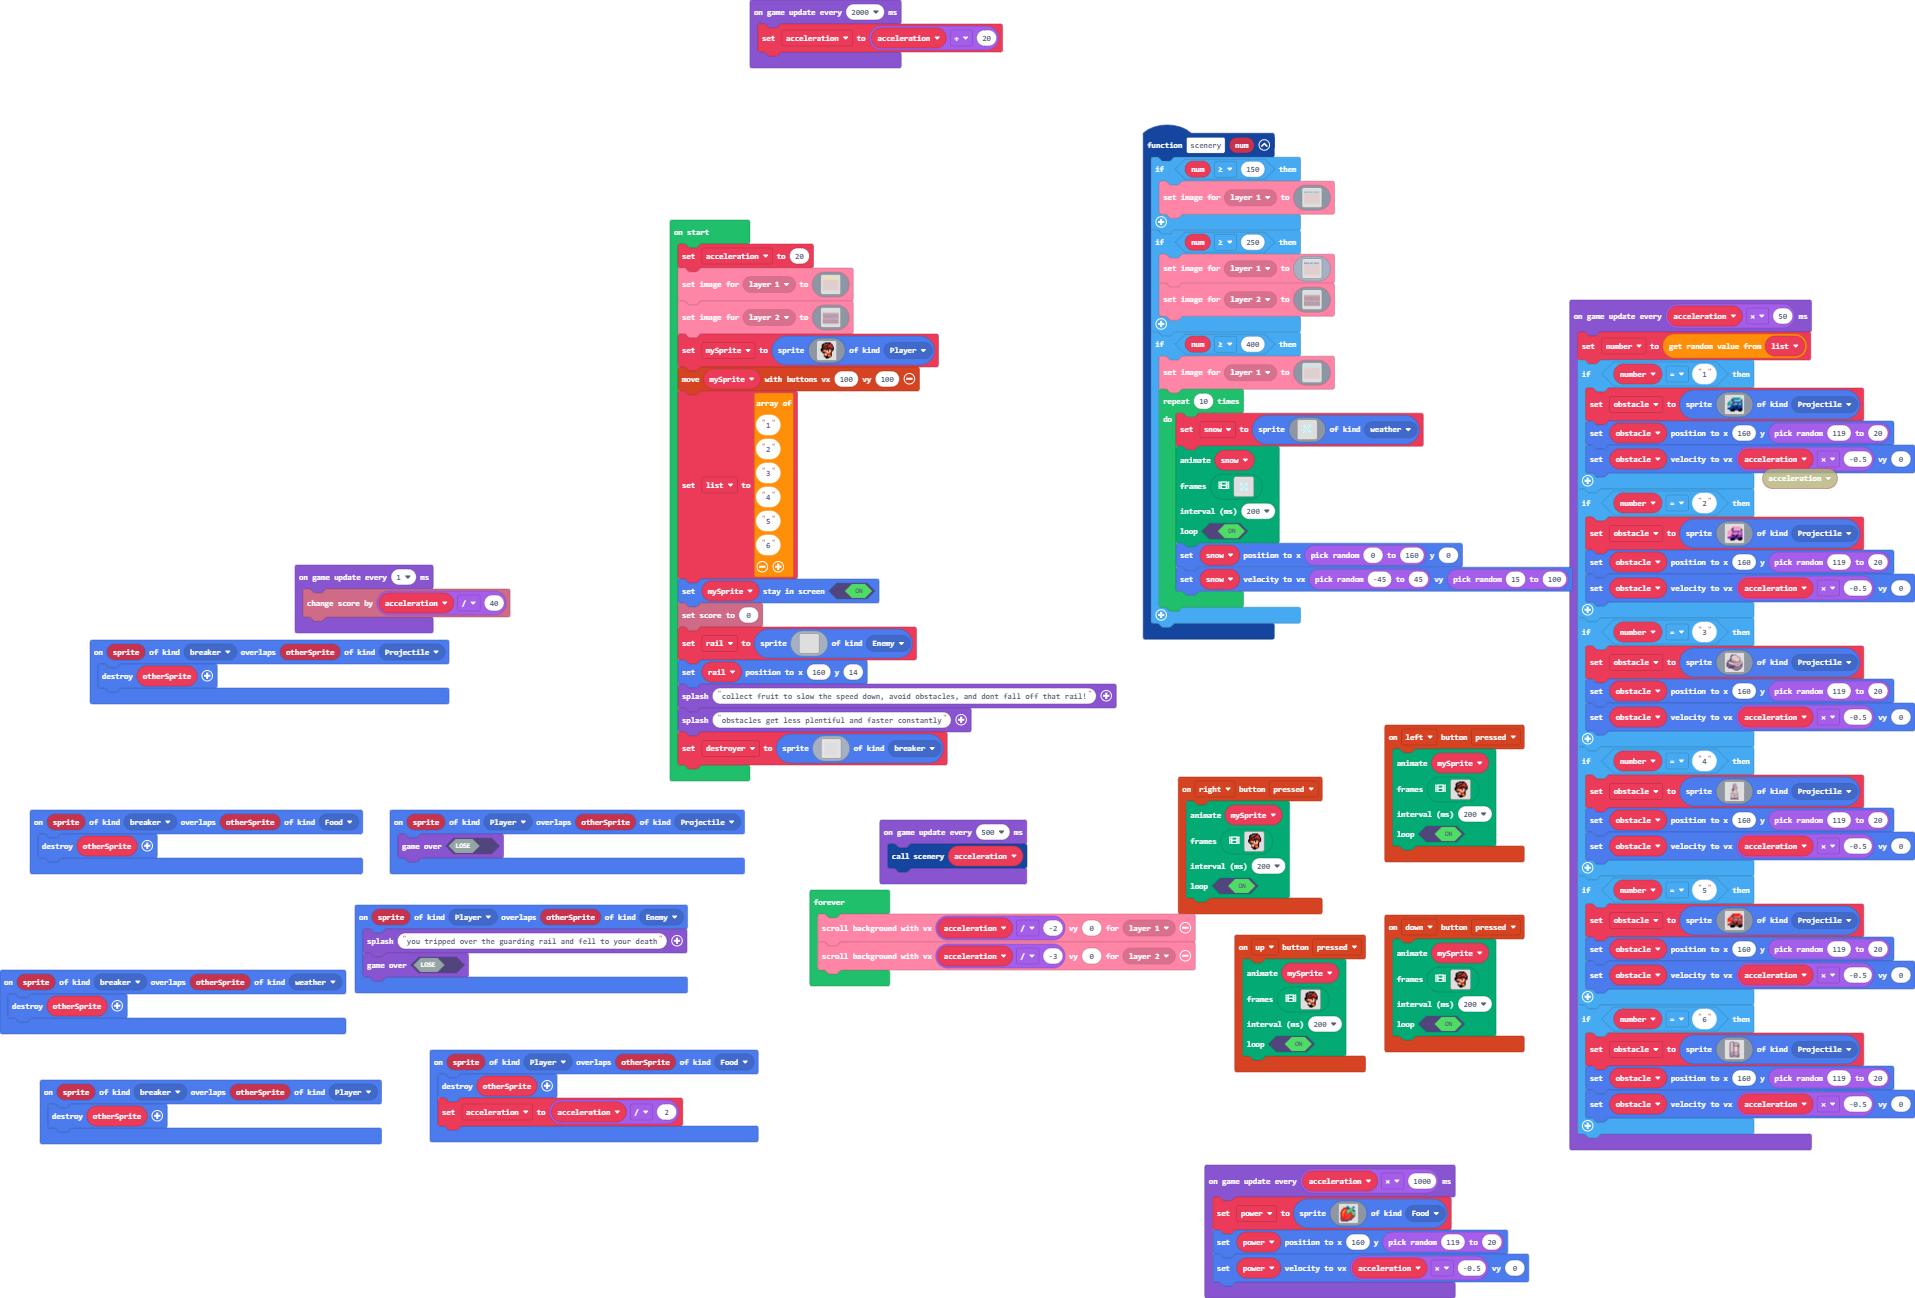 on game update every 2000 ms
set acceleration to acceleration + 20
function scenery num
if num ≥ 150 then
set image for layer 1 to
if num ≥ 250 then
set image for layer 1 to
set image for layer 2 to
if num ≥ 400 then
set image for layer 1 to
repeat 10 times
do
set snow to sprite of kind weather
animate snow
frames
interval (ms) 200
loop ON
set snow position to x pick random 0 to 160 y 0
set snow velocity to vx pick random -45 to 45 vy pick random 15 to 100
on start
set acceleration to 20
set image for layer 1 to
set image for layer 2 to
set mySprite to sprite of kind Player
move mySprite with buttons vx 100 vy 100
set list to array of
"1"
"2"
"3"
"4"
"5"
"6"
set mySprite stay in screen ON
set score to 0
set rail to sprite of kind Enemy
set rail position to x 160 y 14
splash "collect fruit to slow the speed down, avoid obstacles, and dont fall off that rail!"
splash "obstacles get less plentiful and faster constantly"
set destroyer to sprite of kind breaker
on game update every acceleration × 50 ms
set number to get random value from list
if number = "1" then
set obstacle to sprite of kind Projectile
set obstacle position to x 160 y pick random 119 to 20
set obstacle velocity to vx acceleration × -0.5 vy 0
acceleration
if number = "2" then
set obstacle to sprite of kind Projectile
set obstacle position to x 160 y pick random 119 to 20
set obstacle velocity to vx acceleration × -0.5 vy 0
if number = "3" then
set obstacle to sprite of kind Projectile
set obstacle position to x 160 y pick random 119 to 20
set obstacle velocity to vx acceleration × -0.5 vy 0
if number = "4" then
set obstacle to sprite of kind Projectile
set obstacle position to x 160 y pick random 119 to 20
set obstacle velocity to vx acceleration × -0.5 vy 0
if number = "5" then
set obstacle to sprite of kind Projectile
set obstacle position to x 160 y pick random 119 to 20
set obstacle velocity to vx acceleration × -0.5 vy 0
if number = "6" then
set obstacle to sprite of kind Projectile
set obstacle position to x 160 y pick random 119 to 20
set obstacle velocity to vx acceleration × -0.5 vy 0
on game update every 1 ms
change score by acceleration / 40
on sprite of kind breaker overlaps otherSprite of kind Projectile
destroy otherSprite
on sprite of kind breaker overlaps otherSprite of kind Food
destroy otherSprite
on sprite of kind Player overlaps otherSprite of kind Projectile
game over LOSE
on sprite of kind Player overlaps otherSprite of kind Enemy
splash "you tripped over the guarding rail and fell to your death"
game over LOSE
on sprite of kind breaker overlaps otherSprite of kind weather
destroy otherSprite
on sprite of kind breaker overlaps otherSprite of kind Player
destroy otherSprite
on sprite of kind Player overlaps otherSprite of kind Food
destroy otherSprite
set acceleration to acceleration / 2
on game update every 500 ms
call scenery acceleration
forever
scroll background with vx acceleration / -2 vy 0 for layer 1
scroll background with vx acceleration / -3 vy 0 for layer 2
on right button pressed
animate mySprite
frames
interval (ms) 200
loop ON
on left button pressed
animate mySprite
frames
interval (ms) 200
loop ON
on up button pressed
animate mySprite
frames
interval (ms) 200
loop ON
on down button pressed
animate mySprite
frames
interval (ms) 200
loop ON
on game update every acceleration × 1000 ms
set power to sprite of kind Food
set power position to x 160 y pick random 119 to 20
set power velocity to vx acceleration × -0.5 vy 0